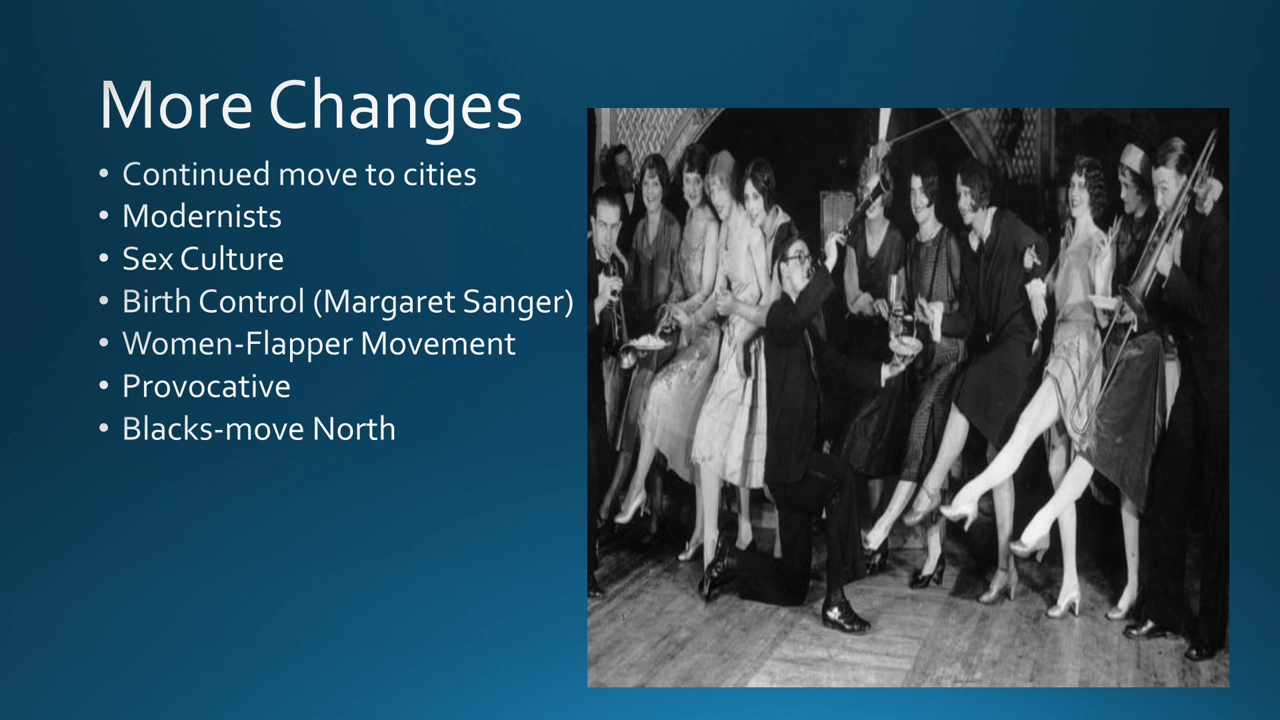 More Changes
• Continued move to cities
• Modernists
• Sex Culture
• Birth Control (Margaret Sanger)
• Women-Flapper Movement
• Provocative
• Blacks-move North